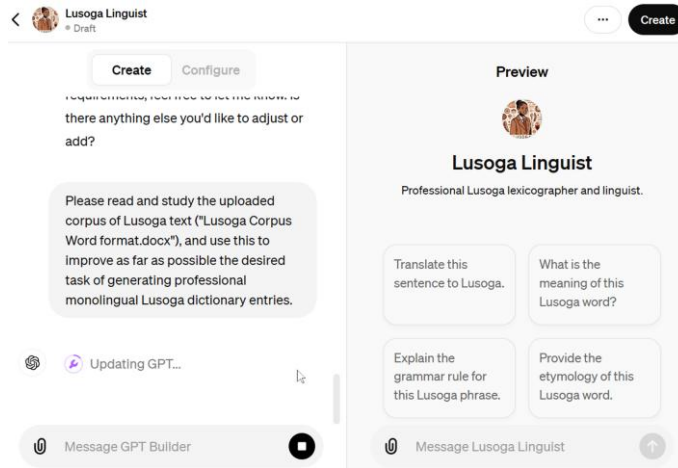 Lusoga Linguist
Draft
Create
Create
Configure
requirements, feel free to let me know. Is
there anything else you'd like to adjust or
add?
Please read and study the uploaded
corpus of Lusoga text ("Lusoga Corpus
Word format.docx"), and use this to
improve as far as possible the desired
task of generating professional
monolingual Lusoga dictionary entries.
Updating GPT...
Message GPT Builder
Preview
Lusoga Linguist
Professional Lusoga lexicographer and linguist.
Translate this
sentence to Lusoga.
What is the
meaning of this
Lusoga word?
Explain the
grammar rule for
this Lusoga phrase.
Provide the
etymology of this
Lusoga word.
Message Lusoga Linguist